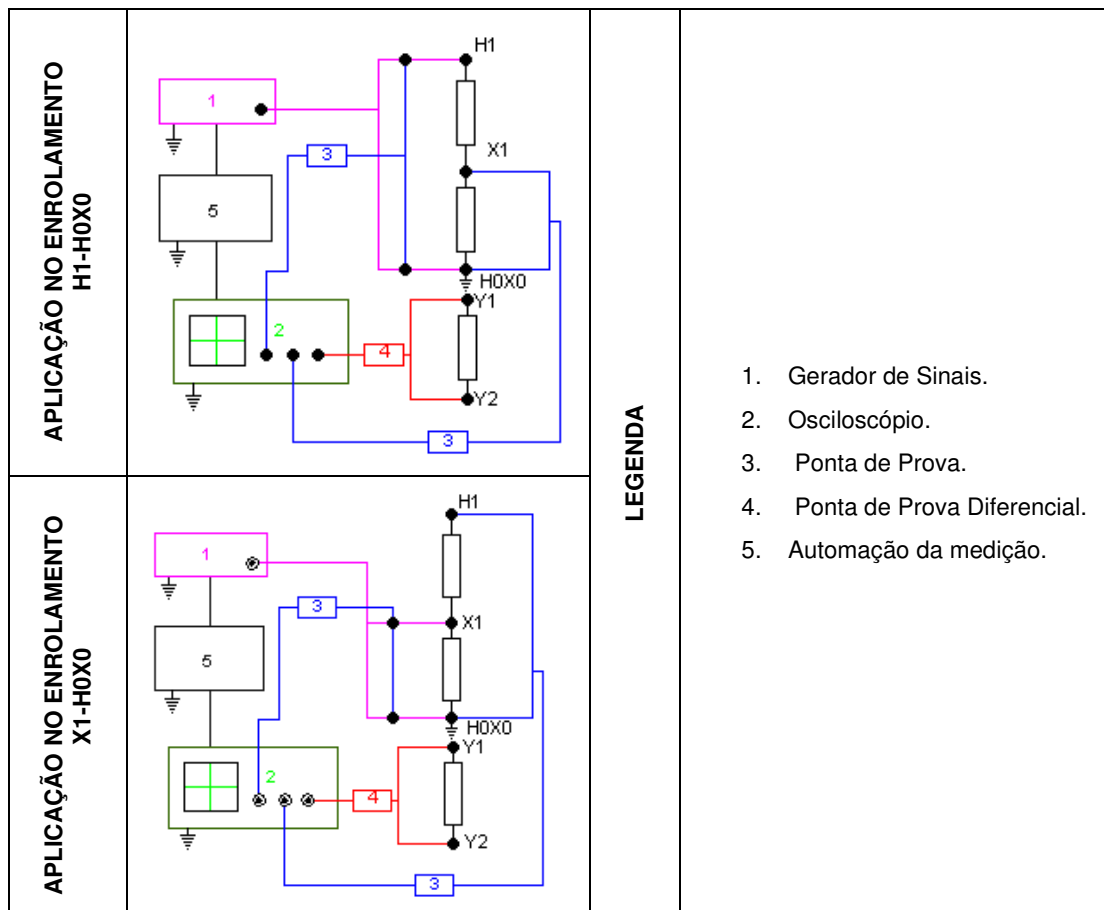 APLICAÇÃO NO ENROLAMENTO
H1-H0X0
H1
1
3
X1
5
H0X0
Y1
2
4
Y2
3
APLICAÇÃO NO ENROLAMENTO
X1-H0X0
H1
1
3
X1
5
H0X0
Y1
2
4
Y2
3
LEGENDA
1. Gerador de Sinais.
2. Osciloscópio.
3. Ponta de Prova.
4. Ponta de Prova Diferencial.
5. Automação da medição.